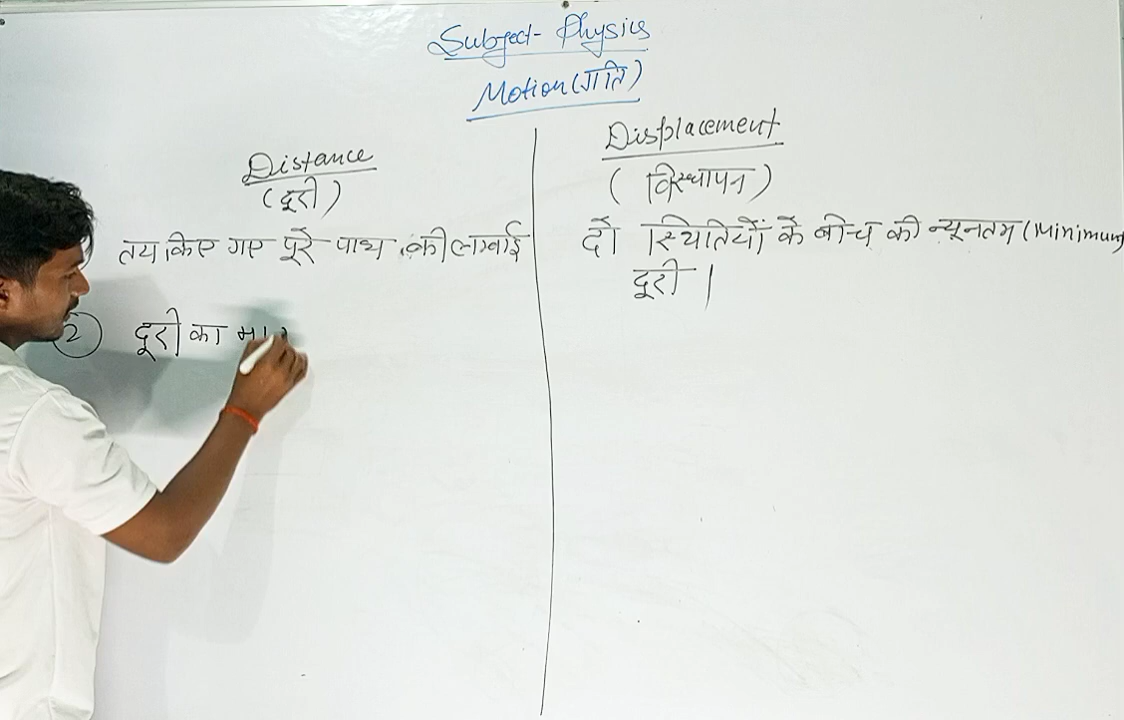 Subject- Physics
Motion (गति)
Distance
(दूरी)
तय किए गए पूरे पाथ की लम्बाई
2 दूरी का
Displacement
(विस्थापन)
दो स्थितियों के बीच की न्यूनतम (Minimum)
दूरी |